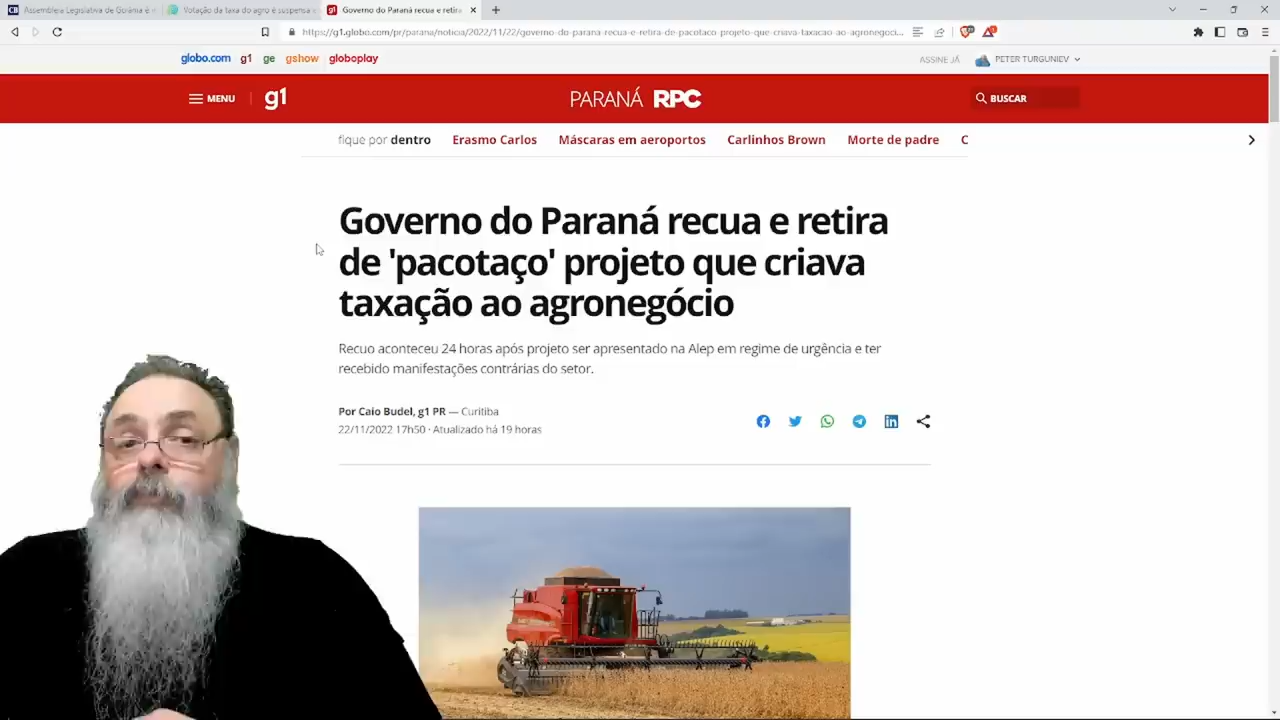 Assembleia Legislativa de Goiânia é
Votação da taxa do agro é suspensa
Governo do Paraná recua e retira
https://g1.globo.com/pr/parana/noticia/2022/11/22/governo-do-parana-recua-e-retira-de-pacotaco-projeto-que-criava-taxacao-ao-agronegoci...
globo.com g1 ge gshow globoplay
ASSINE JÁ PETER TURGUNIEV
MENU g1 PARANÁ RPC BUSCAR
fique por dentro Erasmo Carlos Máscaras em aeroportos Carlinhos Brown Morte de padre C
Governo do Paraná recua e retira
de 'pacotaço' projeto que criava
taxação ao agronegócio
Recuo aconteceu 24 horas após projeto ser apresentado na Alep em regime de urgência e ter
recebido manifestações contrárias do setor.
Por Caio Budel, g1 PR — Curitiba
22/11/2022 17h50 · Atualizado há 19 horas